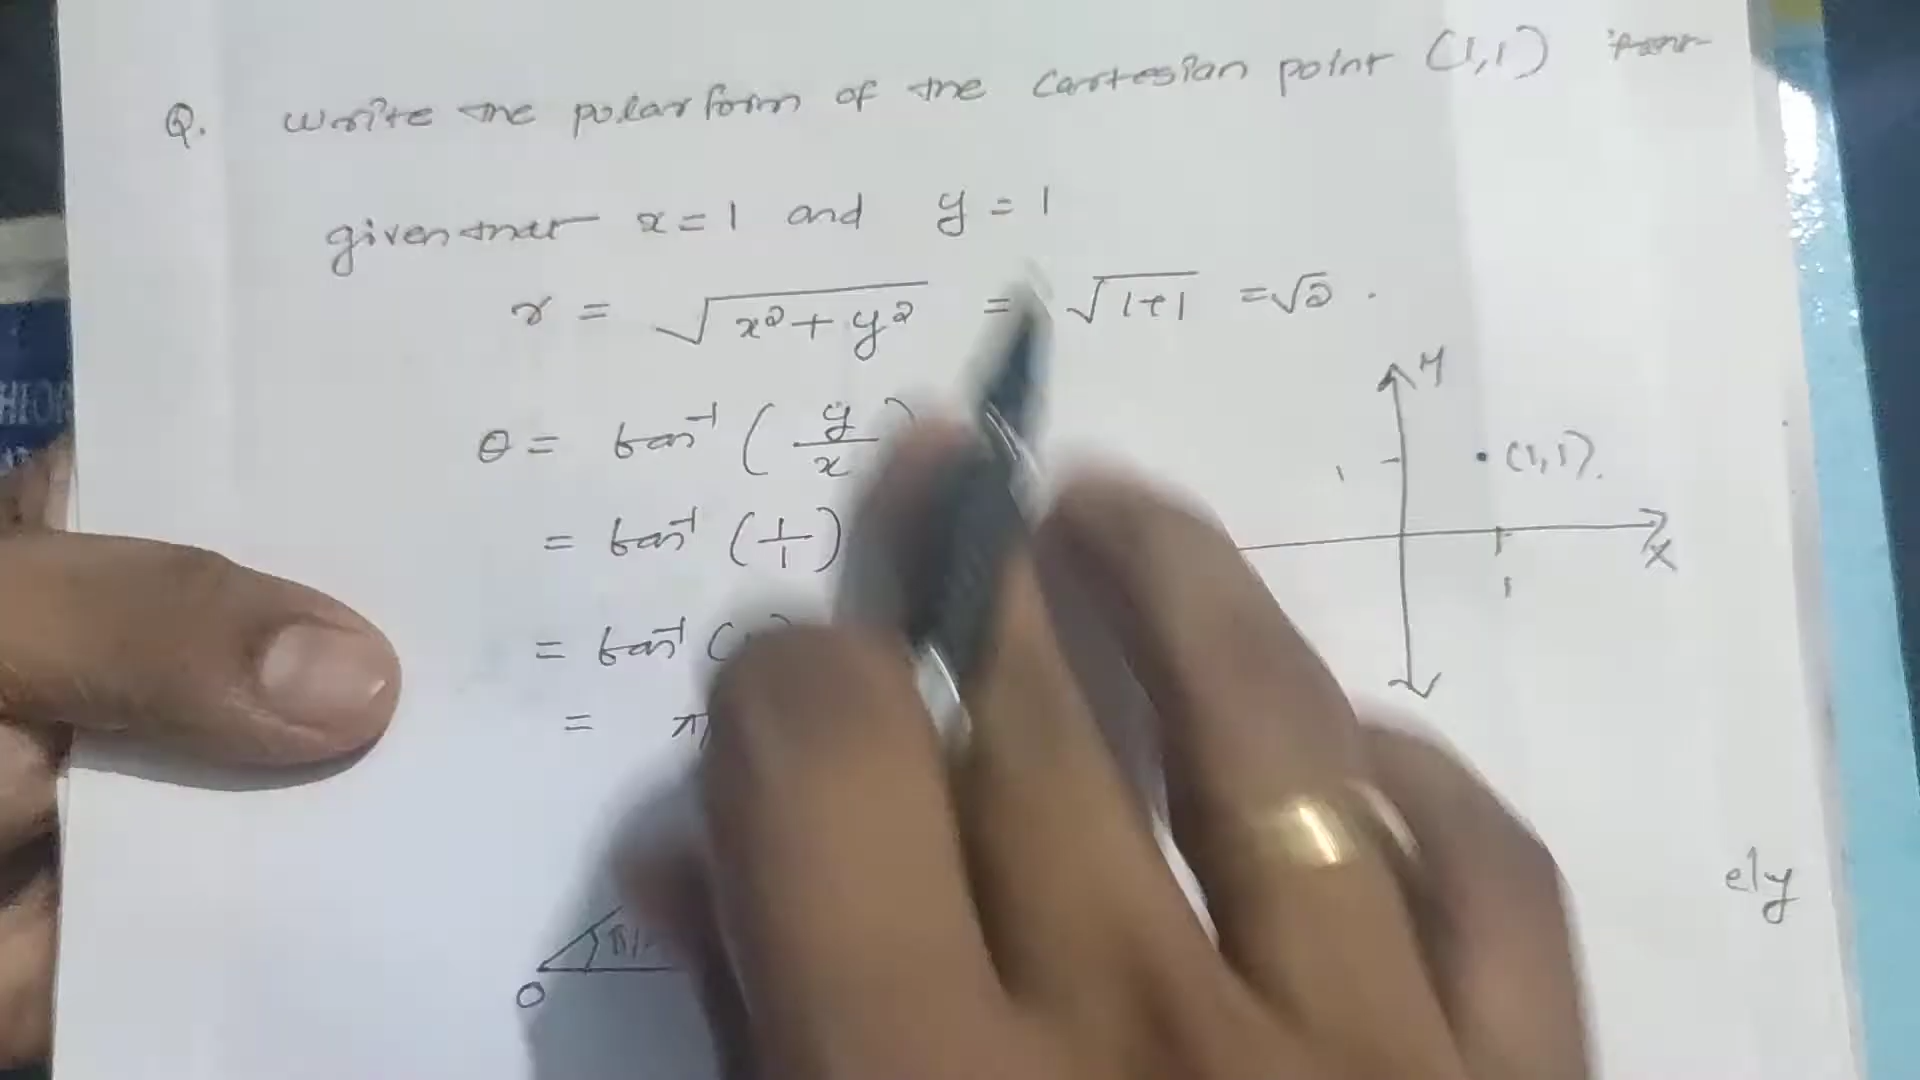 Q. Write the polar form of the Cartesian point (1,1)
given that x = 1 and y = 1
r = √x²+y² = √1+1 = √2 .
θ = tan⁻¹ ( y/x )
= tan⁻¹ (1/1)
= tan⁻¹ (1)
= π
Y
1 (1,1).
X
1
ely
π/
O